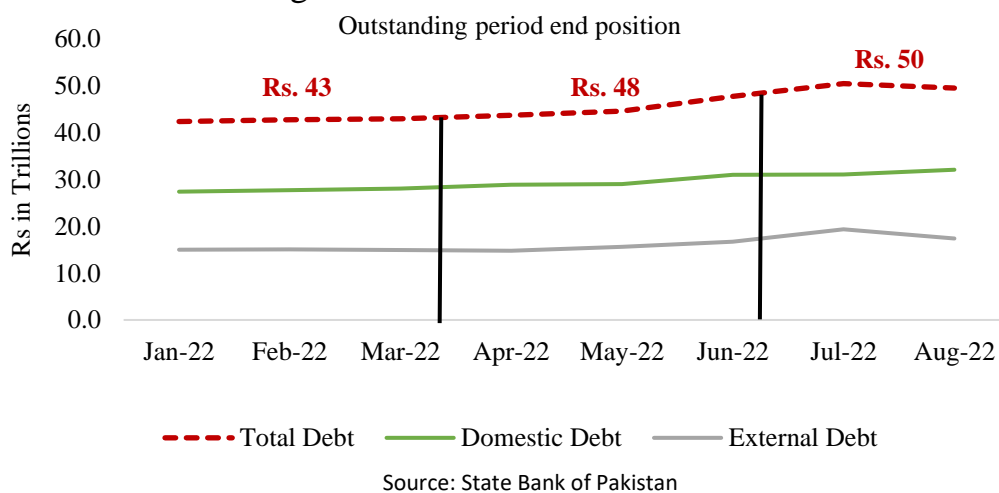 Outstanding period end position
60.0
50.0
40.0
30.0
20.0
10.0
0.0
Rs in Trillions
Rs. 43
Rs. 48
Rs. 50
Jan-22 Feb-22 Mar-22 Apr-22 May-22 Jun-22 Jul-22 Aug-22
Total Debt Domestic Debt External Debt
Source: State Bank of Pakistan